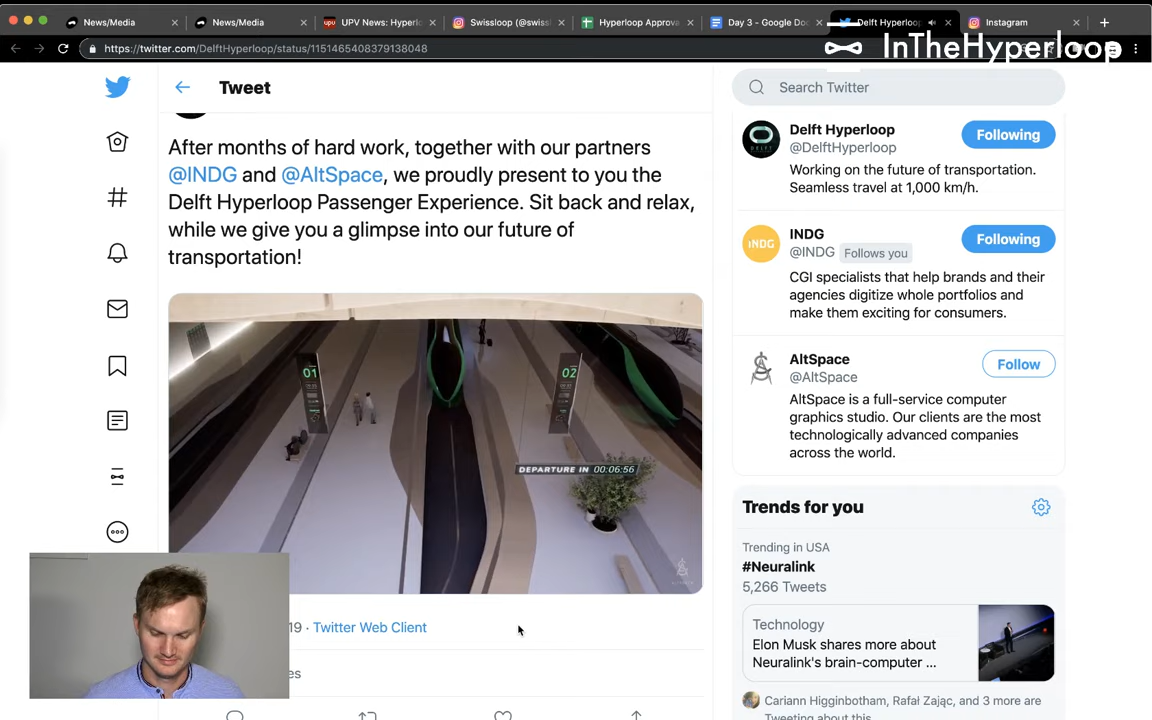 News/Media
News/Media
UPV News: Hyperl
Swissloop (@swiss
Hyperloop Approva
Day 3 - Google Doc
Delft Hyperloop
Instagram
https://twitter.com/DelftHyperloop/status/1151465408379138048
InTheHyperloop
Tweet
Search Twitter
After months of hard work, together with our partners
@INDG and @AltSpace, we proudly present to you the
Delft Hyperloop Passenger Experience. Sit back and relax,
while we give you a glimpse into our future of
transportation!
01
02
DEPARTURE IN 00:06:56
19 · Twitter Web Client
es
Delft Hyperloop
@DelftHyperloop
Following
Working on the future of transportation.
Seamless travel at 1,000 km/h.
INDG
INDG
@INDG Follows you
Following
CGI specialists that help brands and their
agencies digitize whole portfolios and
make them exciting for consumers.
AltSpace
@AltSpace
Follow
AltSpace is a full-service computer
graphics studio. Our clients are the most
technologically advanced companies
across the world.
Trends for you
Trending in USA
#Neuralink
5,266 Tweets
Technology
Elon Musk shares more about
Neuralink's brain-computer ...
Cariann Higginbotham, Rafał Zając, and 3 more are
Tweeting about this